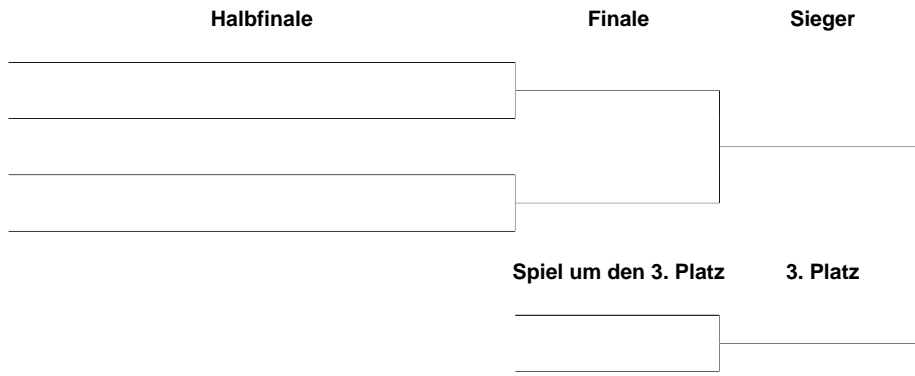 Halbfinale Finale Sieger
Spiel um den 3. Platz 3. Platz